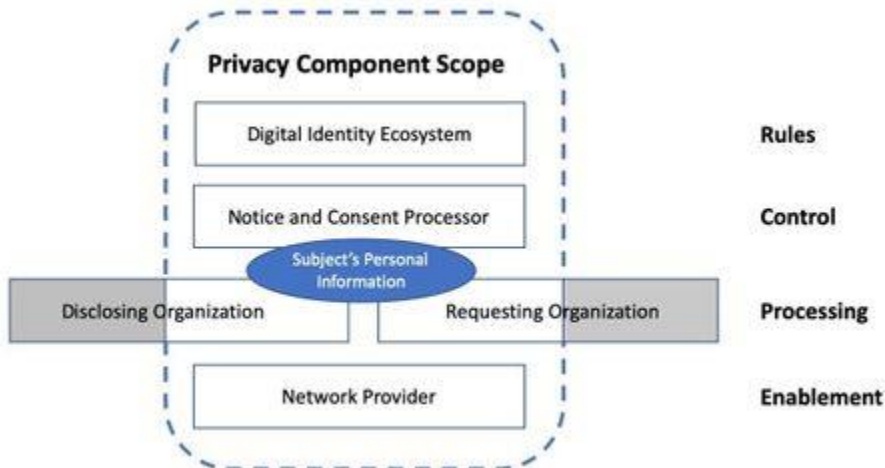 Privacy Component Scope
Digital Identity Ecosystem
Rules
Notice and Consent Processor
Control
Subject's Personal
Information
Disclosing Organization
Requesting Organization
Processing
Network Provider
Enablement